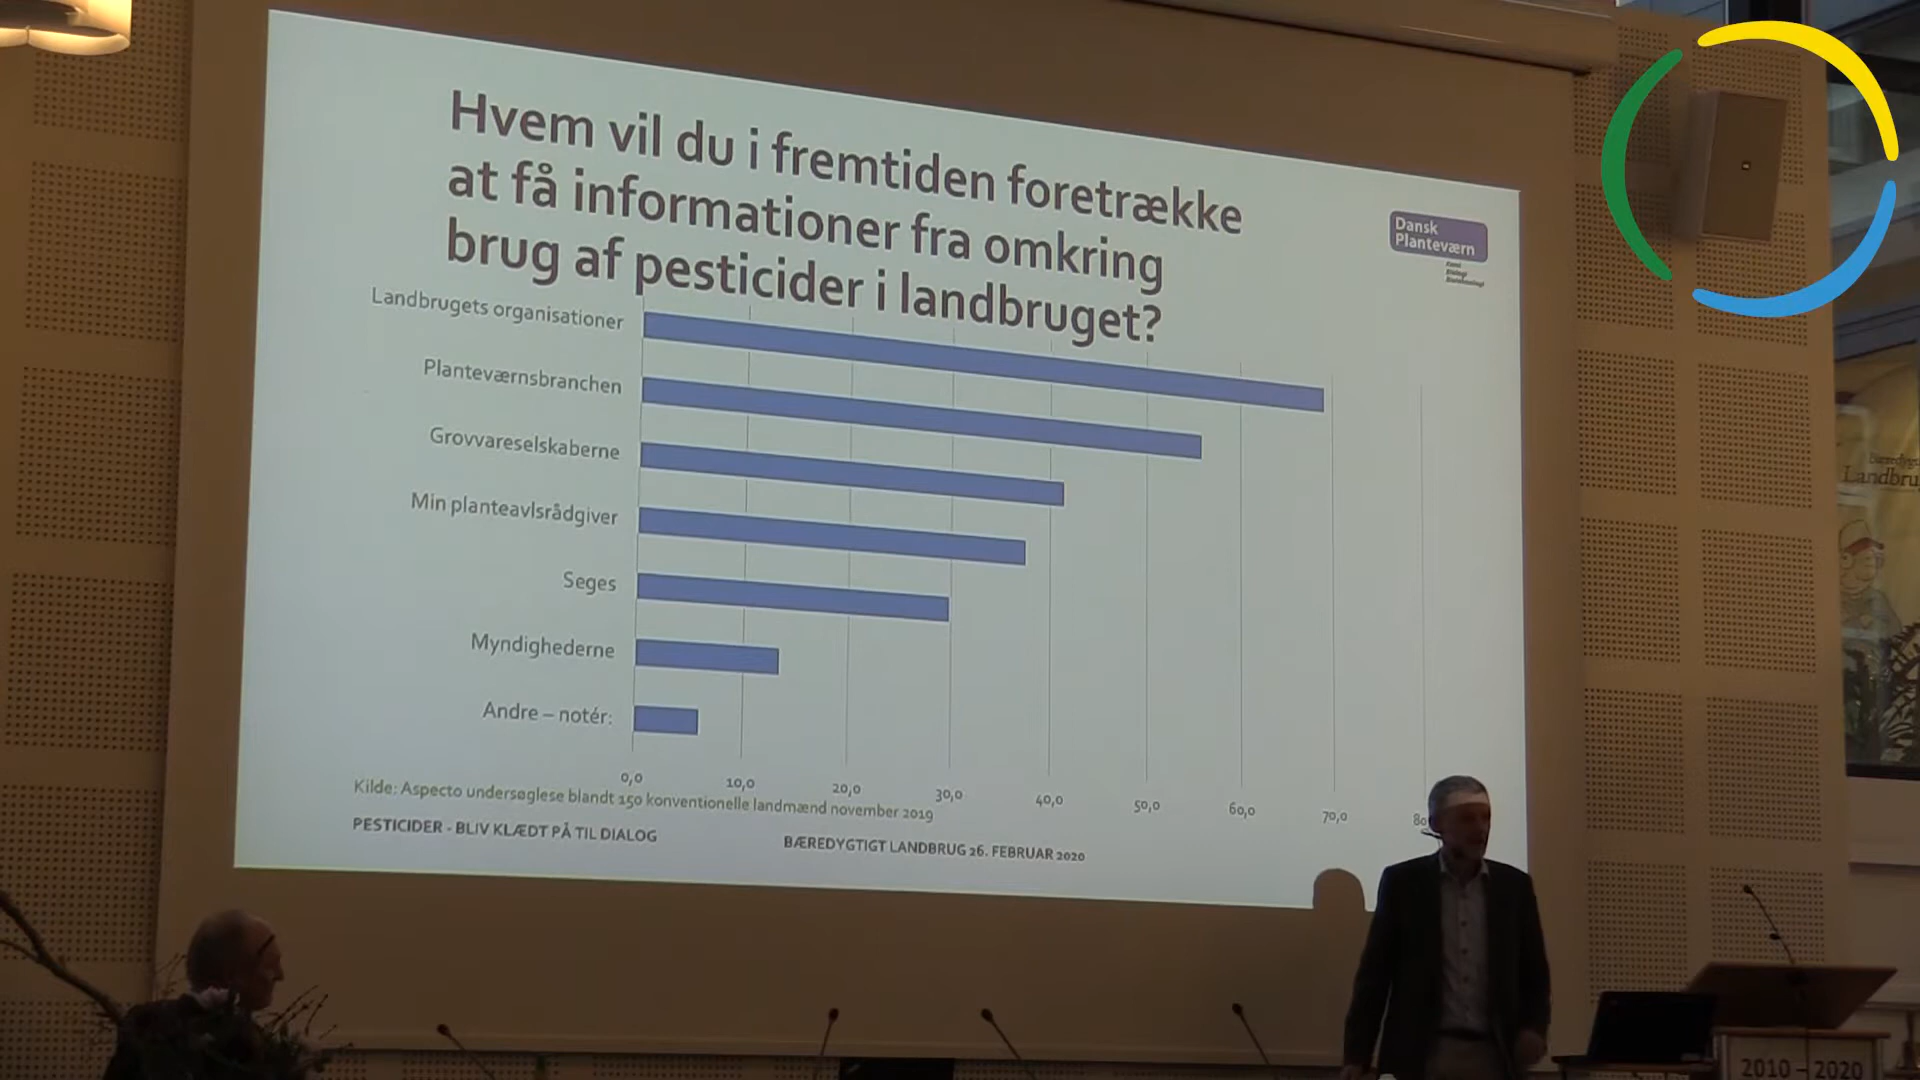 Hvem vil du i fremtiden foretrække
at få informationer fra omkring
brug af pesticider i landbruget?
Dansk
Planteværn
Landbrugets organisationer
Planteværnsbranchen
Grovvareselskaberne
Min planteavlsrådgiver
Seges
Myndighederne
Andre – notér:
0,0 10,0 20,0 30,0 40,0 50,0 60,0 70,0 80
Kilde: Aspecto undersøglese blandt 150 konventionelle landmænd november 2019
PESTICIDER - BLIV KLÆDT PÅ TIL DIALOG
BÆREDYGTIGT LANDBRUG 26. FEBRUAR 2020
Landbru
2010 – 2020